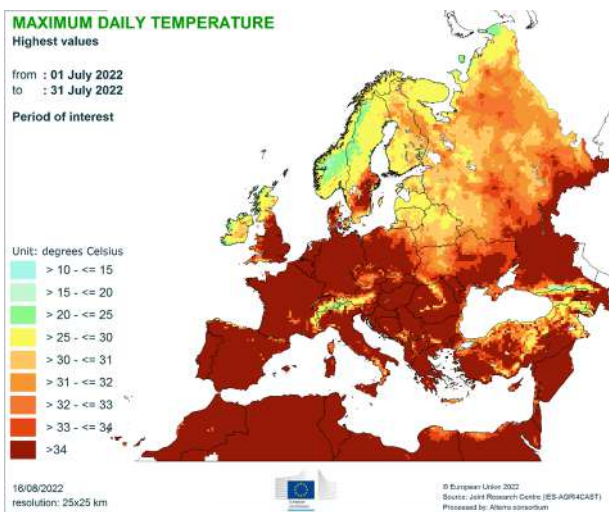 MAXIMUM DAILY TEMPERATURE
Highest values
from : 01 July 2022
to : 31 July 2022
Period of interest
Unit: degrees Celsius
> 10 - <= 15
> 15 - <= 20
> 20 - <= 25
> 25 - <= 30
> 30 - <= 31
> 31 - <= 32
> 32 - <= 33
> 33 - <= 34
>34
16/08/2022
resolution: 25x25 km
© European Union 2022
Source: Joint Research Centre (IES-AGRI4CAST)
Processed by: Alterra consortium